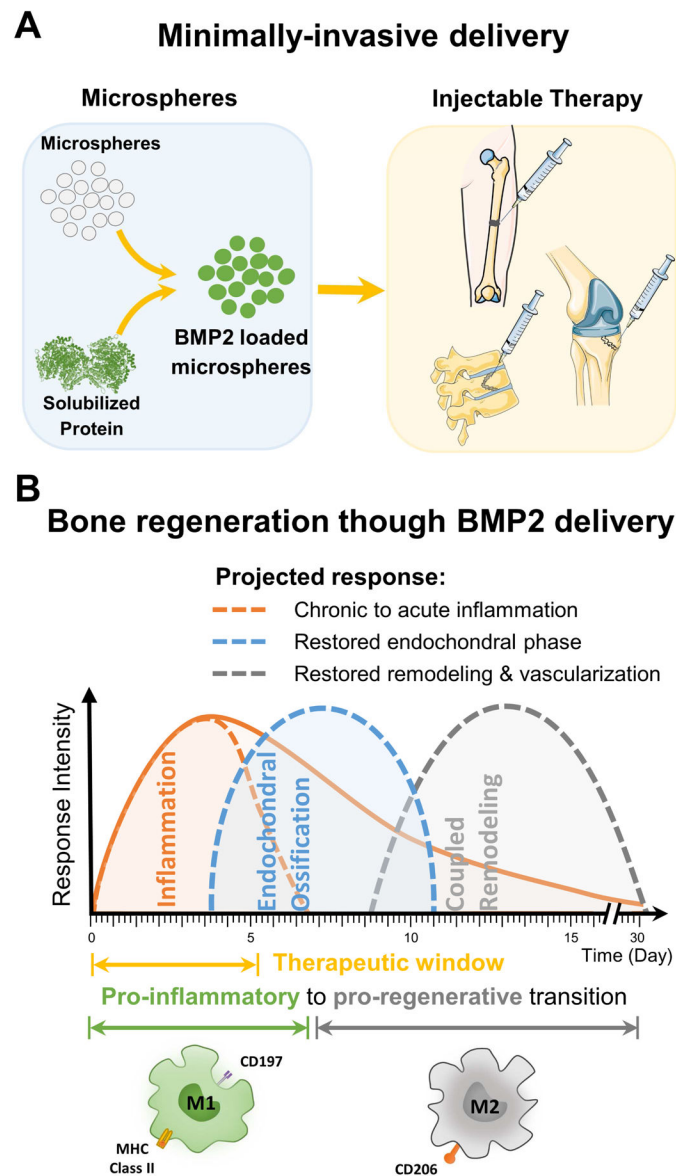 A
Minimally-invasive delivery
Microspheres
Injectable Therapy
Microspheres
BMP2 loaded
microspheres
Solubilized
Protein
B
Bone regeneration though BMP2 delivery
Projected response:
Chronic to acute inflammation
Restored endochondral phase
Restored remodeling & vascularization
Response Intensity
Inflammation
Endochondral
Ossification
Coupled
Remodeling
0 5 10 15 30
Time (Day)
Therapeutic window
Pro-inflammatory to pro-regenerative transition
CD197
M1
MHC
Class II
M2
CD206